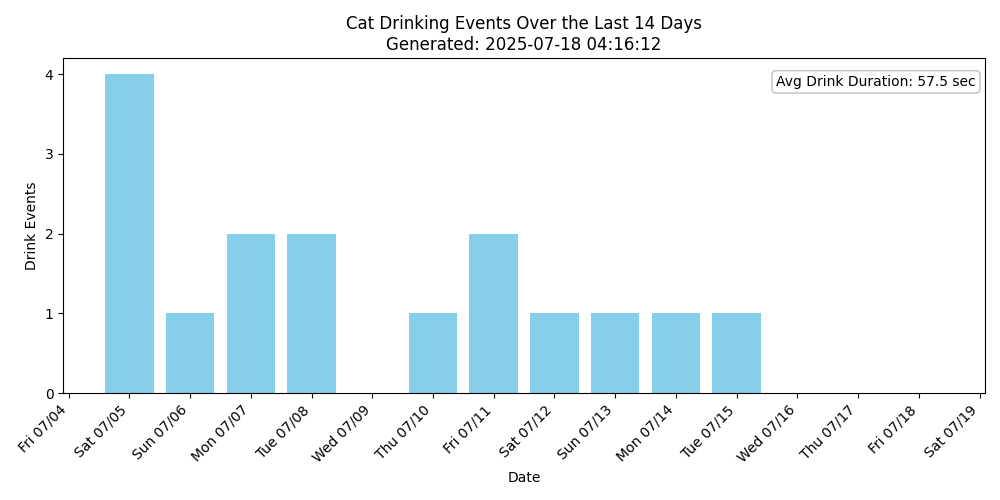 Cat Drinking Events Over the Last 14 Days
Generated: 2025-07-18 04:16:12
Avg Drink Duration: 57.5 sec
Drink Events
4
3
2
1
0
Fri 07/04
Sat 07/05
Sun 07/06
Mon 07/07
Tue 07/08
Wed 07/09
Thu 07/10
Fri 07/11
Sat 07/12
Sun 07/13
Mon 07/14
Tue 07/15
Wed 07/16
Thu 07/17
Fri 07/18
Sat 07/19
Date